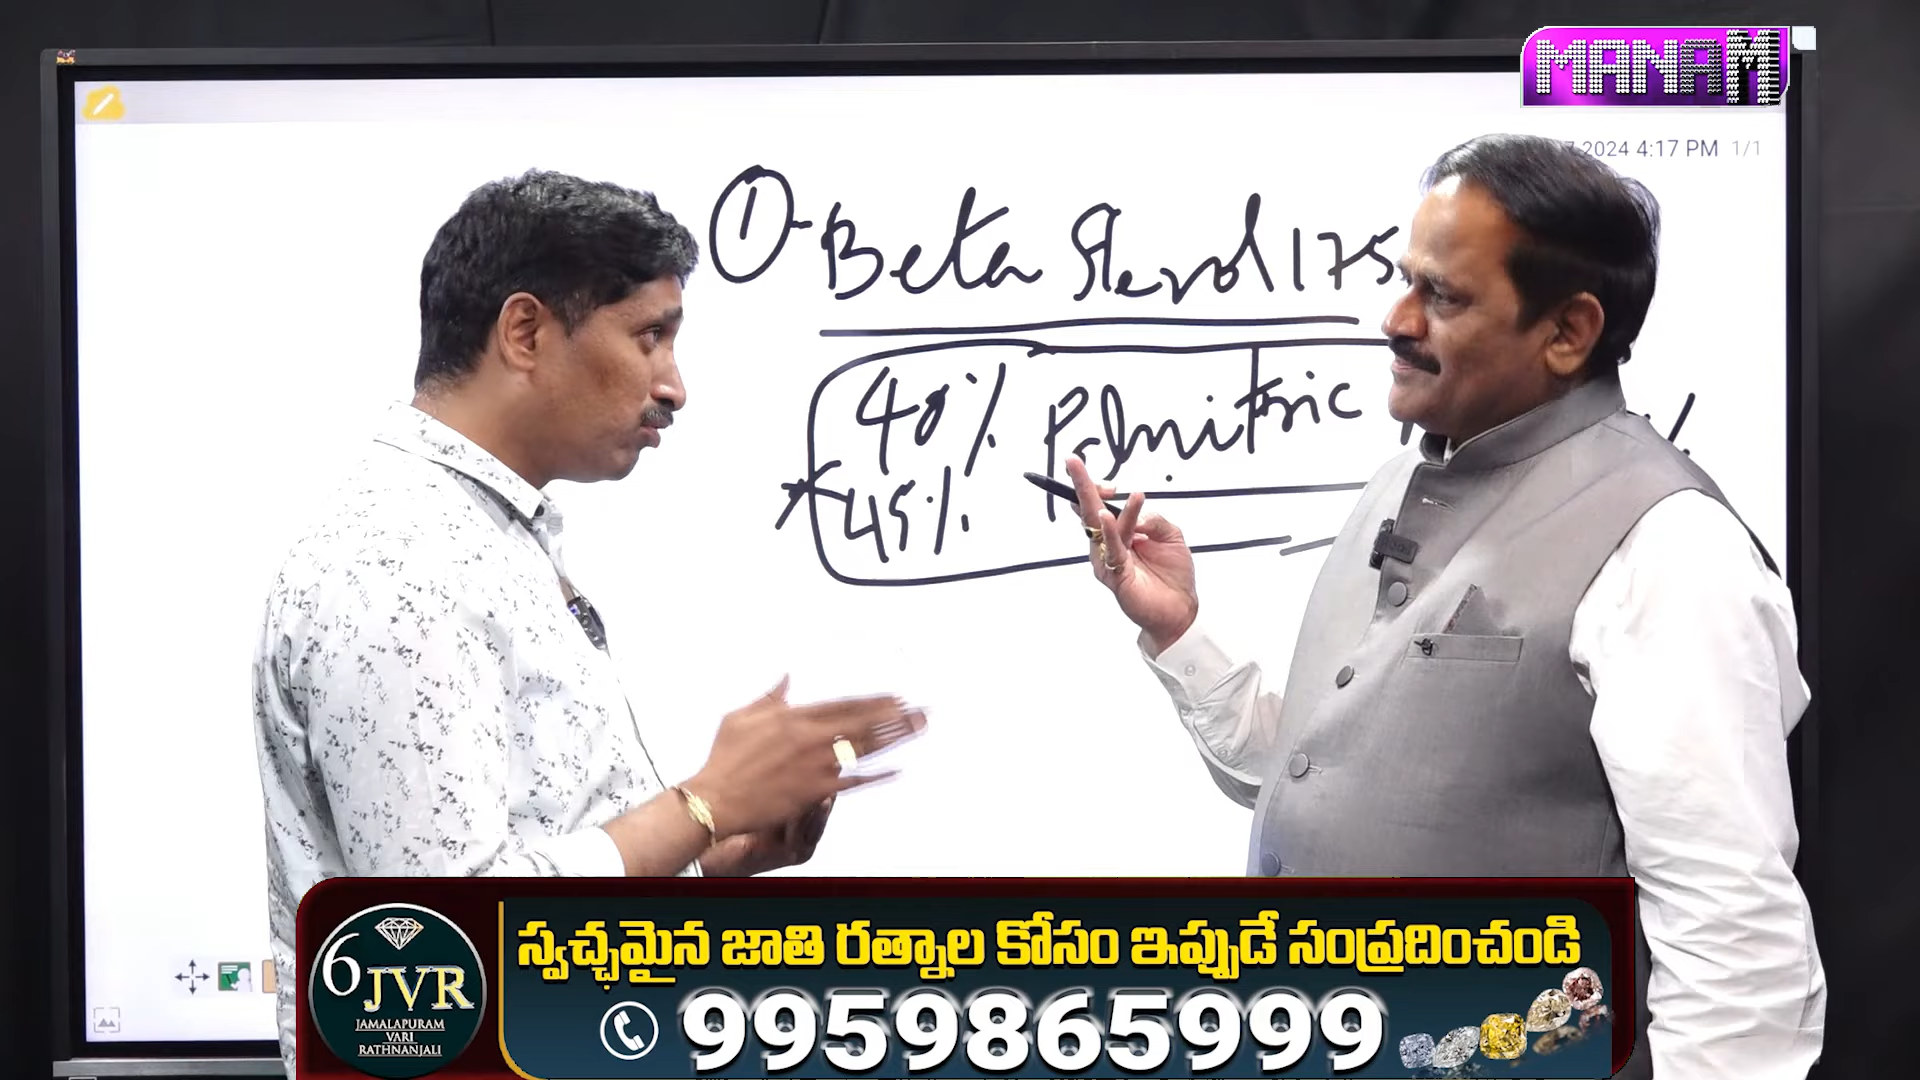 MANAM
2024 4:17 PM 1/1
① - Beta Sterol 175
40% Palmitoric
45%
%
6
JVR
JAMALAPURAM
VARI
RATHNANJALI
స్వచ్ఛమైన జాతి రత్నాల కోసం ఇప్పుడే సంప్రదించండి
9959865999